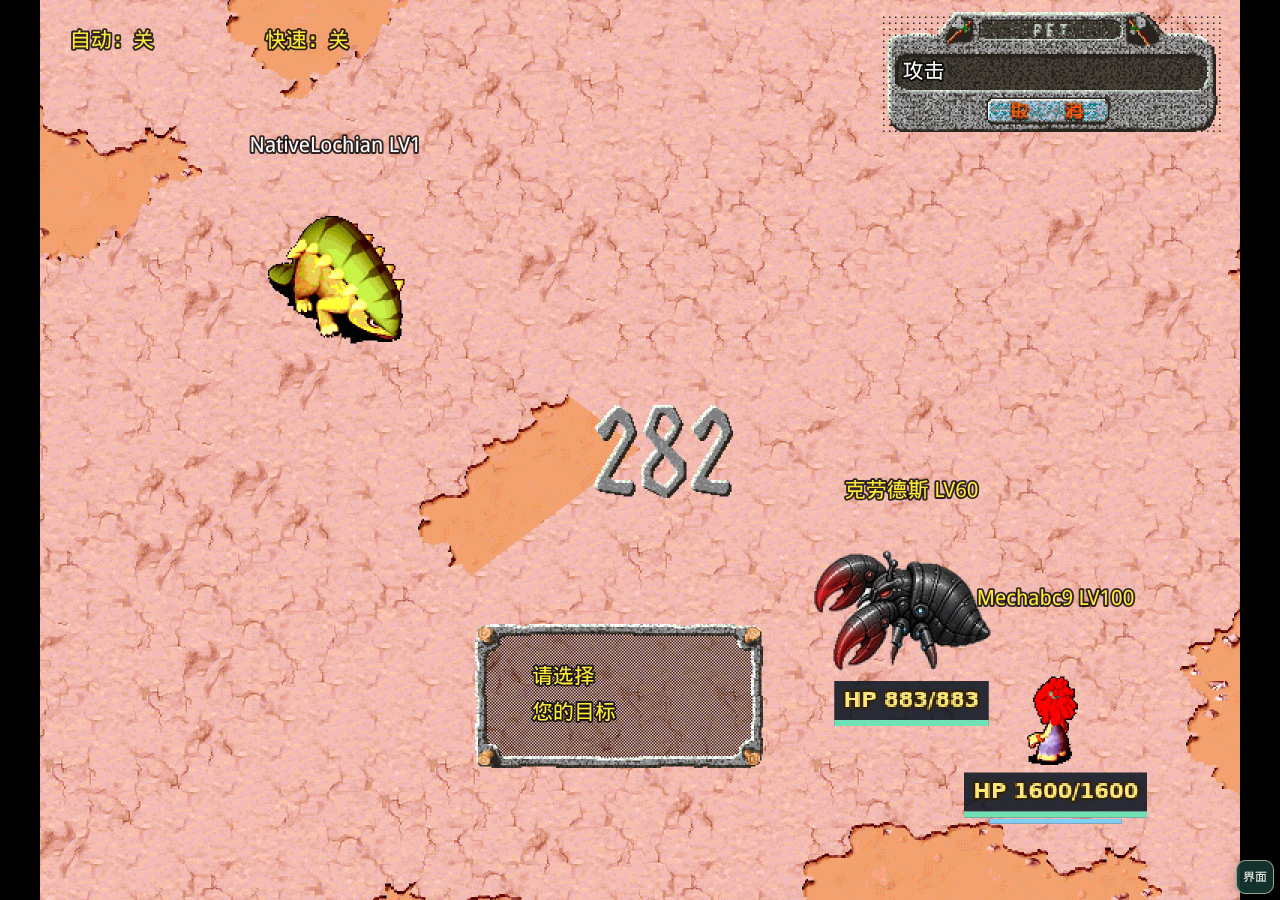 自动：关
快速：关
PET
攻击
取 消
NativeLochian LV1
282
克劳德斯 LV60
Mechabc9 LV100
请选择
您的目标
HP 883/883
HP 1600/1600
界面